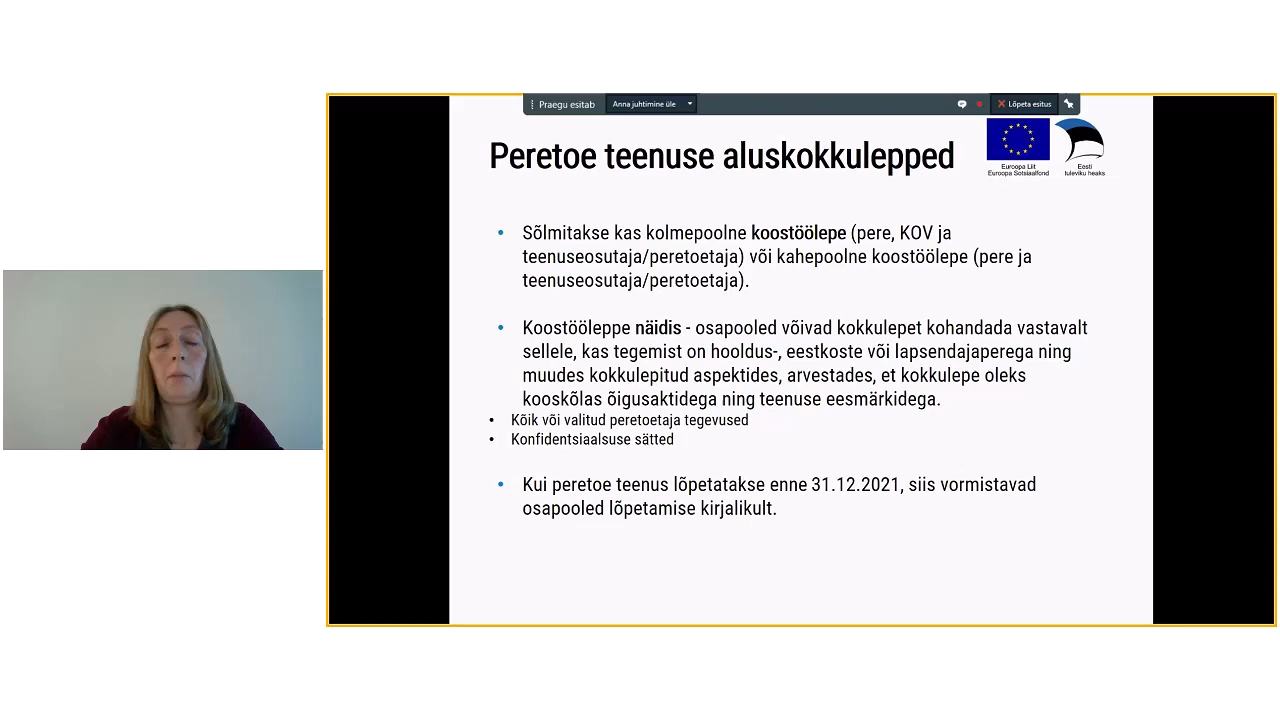 Praegu esitab
Anna juhtimine üle
Lõpeta esitus
Peretoe teenuse aluskokkulepped
Euroopa Liit
Euroopa Sotsiaalfond
Eesti
tuleviku heaks
• Sõlmitakse kas kolmepoolne koostöölepe (pere, KOV ja
teenuseosutaja/peretoetaja) või kahepoolne koostöölepe (pere ja
teenuseosutaja/peretoetaja).
• Koostööleppe näidis - osapooled võivad kokkulepet kohandada vastavalt
sellele, kas tegemist on hooldus-, eestkoste või lapsendajaperega ning
muudes kokkulepitud aspektides, arvestades, et kokkulepe oleks
kooskõlas õigusaktidega ning teenuse eesmärkidega.
• Kõik või valitud peretoetaja tegevused
• Konfidentsiaalsuse sätted
• Kui peretoe teenus lõpetatakse enne 31.12.2021, siis vormistavad
osapooled lõpetamise kirjalikult.